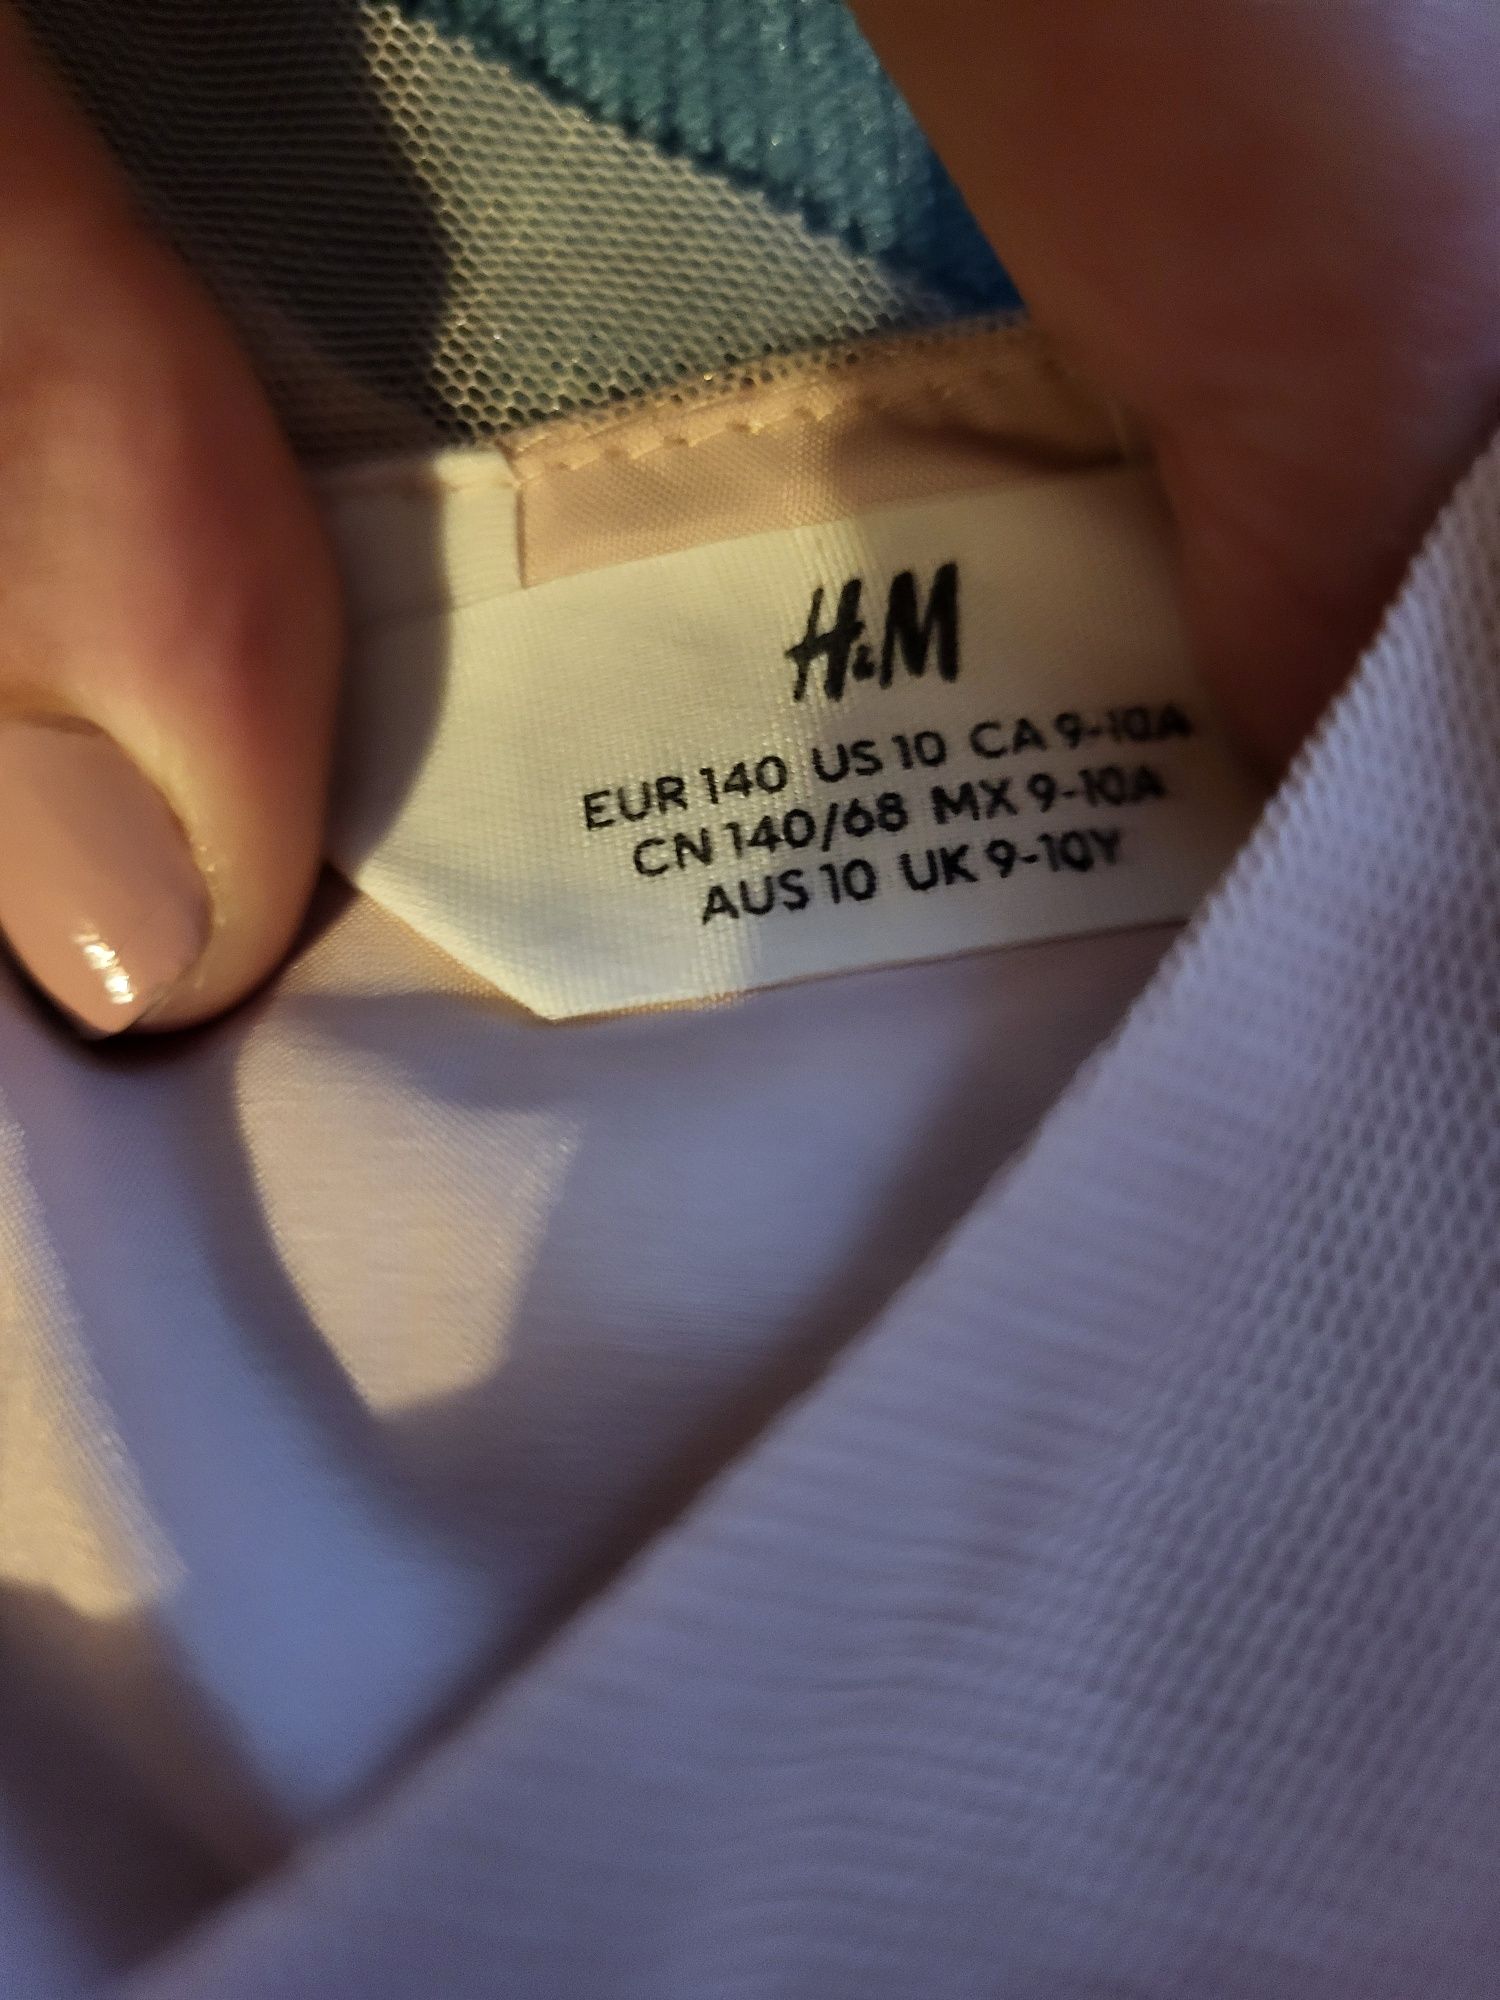 H&M
EUR 140 US 10 CA 9-10A
CN 140/68 MX 9-10A
AUS 10 UK 9-10Y